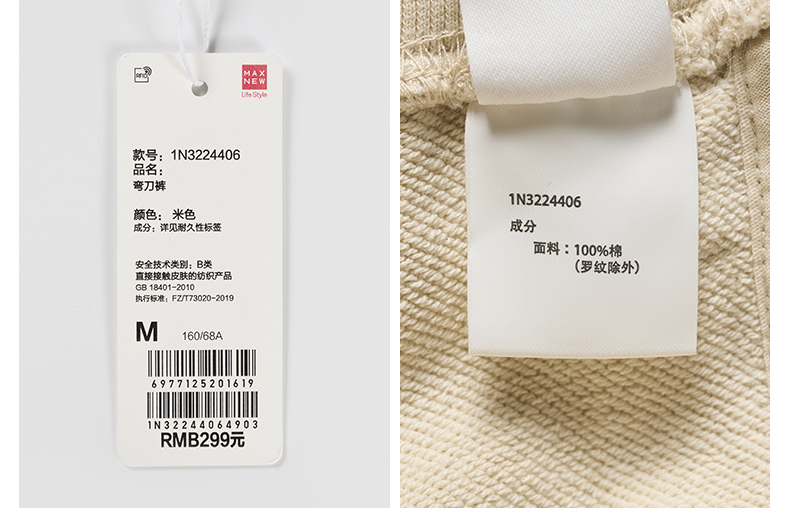 RFID
MAX
NEW
LifeStyle
款号：1N3224406
品名：
弯刀裤
颜色：米色
成分：详见耐久性标签
安全技术类别：B类
直接接触皮肤的纺织产品
GB 18401-2010
执行标准：FZ/T73020-2019
M 160/68A
6977125201619
1N32244064903
RMB299元
1N3224406
成分
面料：100%棉
（罗纹除外）